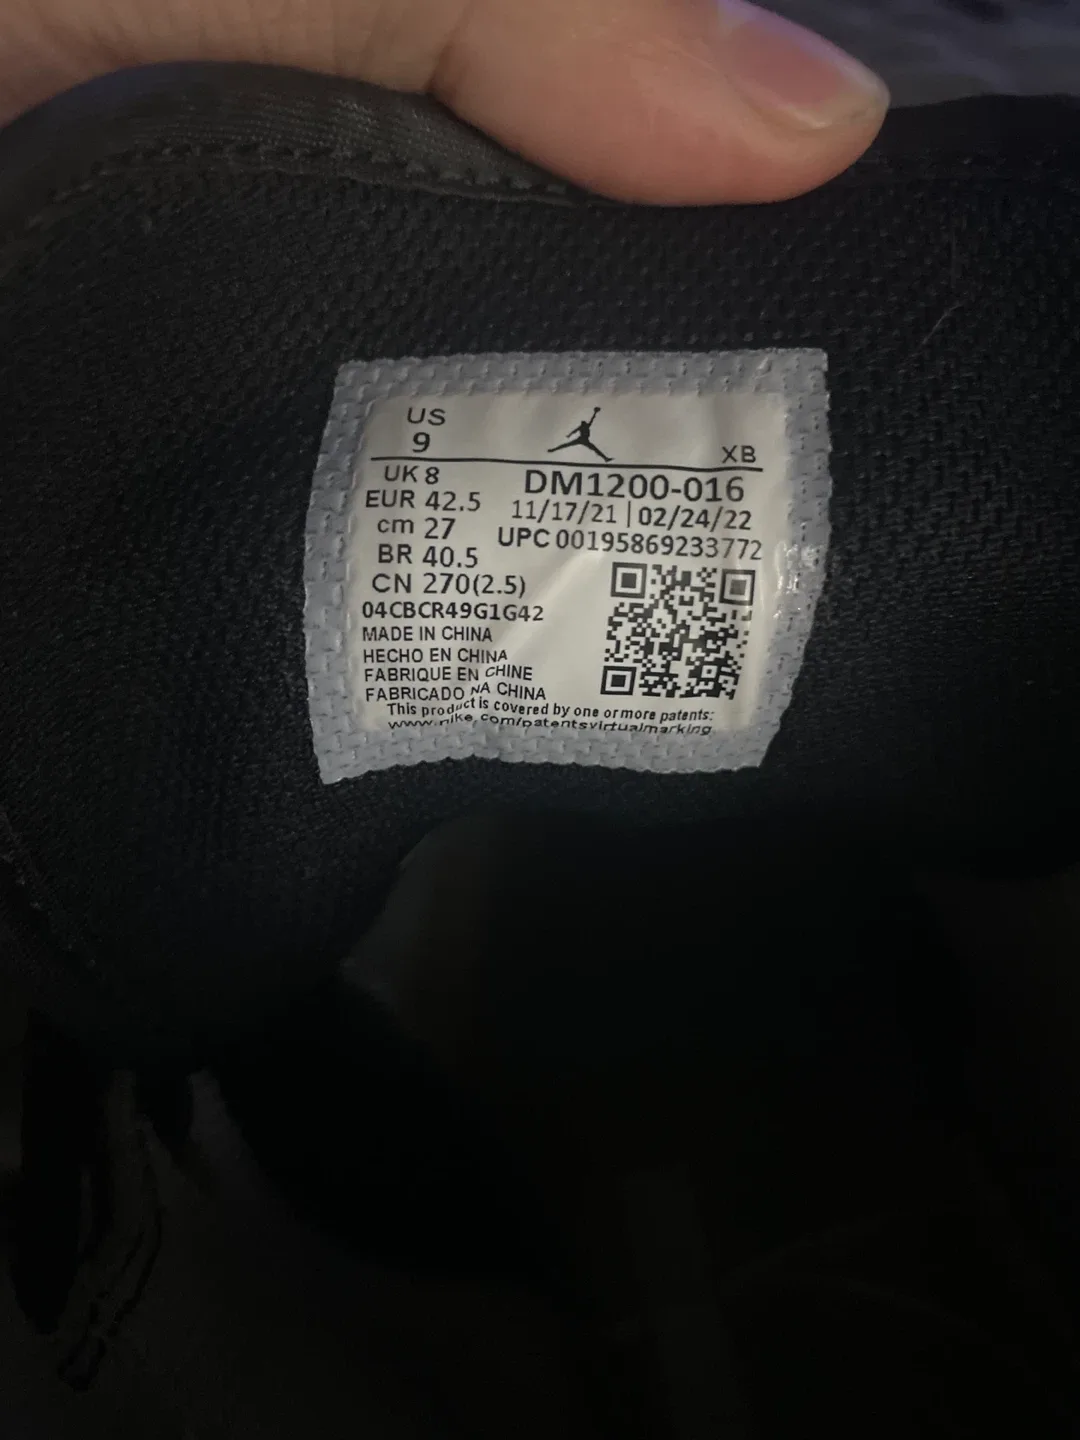 US
9
XB
UK 8
DM1200-016
EUR 42.5
11/17/21 | 02/24/22
cm 27
UPC 00195869233772
BR 40.5
CN 270(2.5)
04CBCR49G1G42
MADE IN CHINA
HECHO EN CHINA
FABRIQUE EN CHINE
FABRICADO NA CHINA
This product is covered by one or more patents:
www.nike.com/patentsvirtualmarking